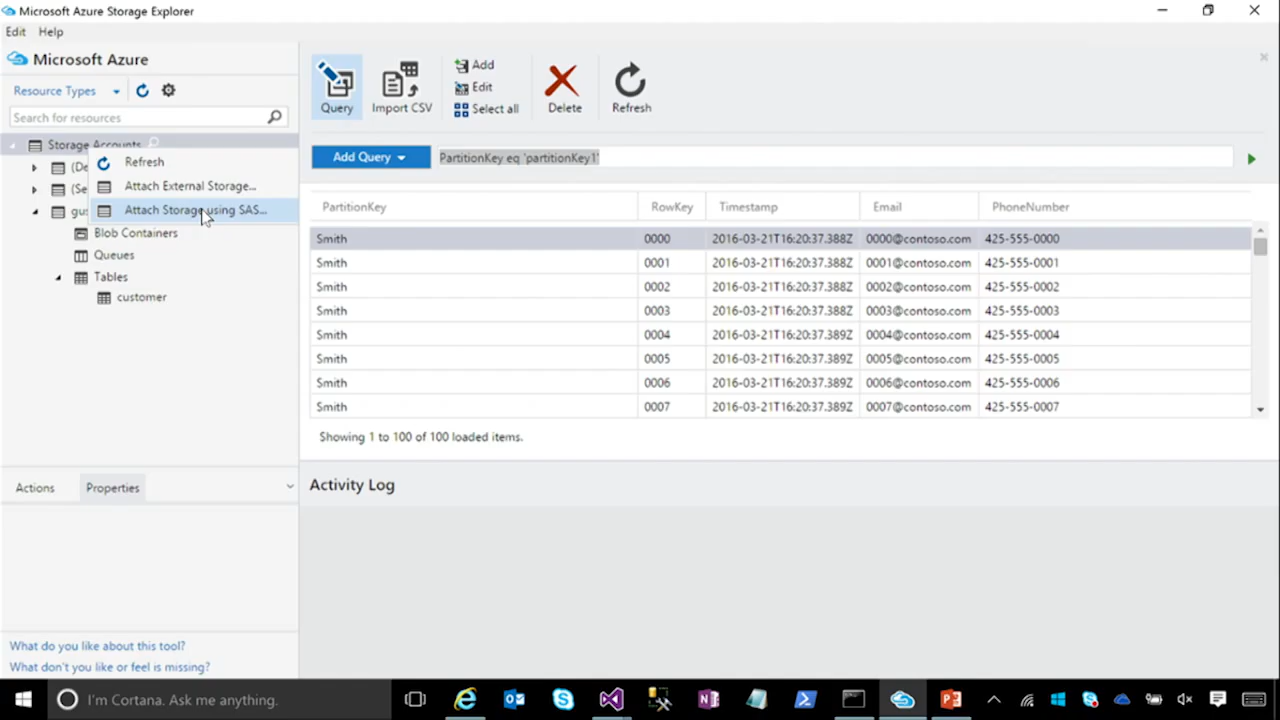 Microsoft Azure Storage Explorer
Edit Help
Microsoft Azure
Resource Types
Search for resources
Storage Accounts
Refresh
(De
Attach External Storage...
(Se
Attach Storage using SAS...
gus
Blob Containers
Queues
Tables
customer
Actions Properties
What do you like about this tool?
What don't you like or feel is missing?
Query
Import CSV
Add
Edit
Select all
Delete
Refresh
Add Query PartitionKey eq 'partitionKey1'
PartitionKey RowKey Timestamp Email PhoneNumber
Smith 0000 2016-03-21T16:20:37.388Z 0000@contoso.com 425-555-0000
Smith 0001 2016-03-21T16:20:37.388Z 0001@contoso.com 425-555-0001
Smith 0002 2016-03-21T16:20:37.388Z 0002@contoso.com 425-555-0002
Smith 0003 2016-03-21T16:20:37.388Z 0003@contoso.com 425-555-0003
Smith 0004 2016-03-21T16:20:37.389Z 0004@contoso.com 425-555-0004
Smith 0005 2016-03-21T16:20:37.389Z 0005@contoso.com 425-555-0005
Smith 0006 2016-03-21T16:20:37.389Z 0006@contoso.com 425-555-0006
Smith 0007 2016-03-21T16:20:37.389Z 0007@contoso.com 425-555-0007
Showing 1 to 100 of 100 loaded items.
Activity Log
I'm Cortana. Ask me anything.